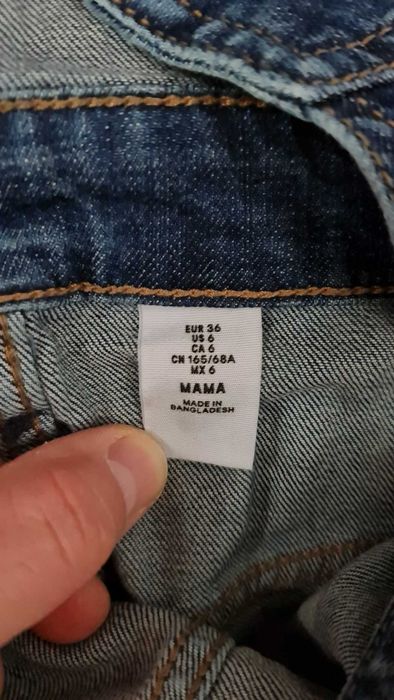 EUR 36
US 6
CA 6
CN 165/68A
MX 6
MAMA
MADE IN
BANGLADESH